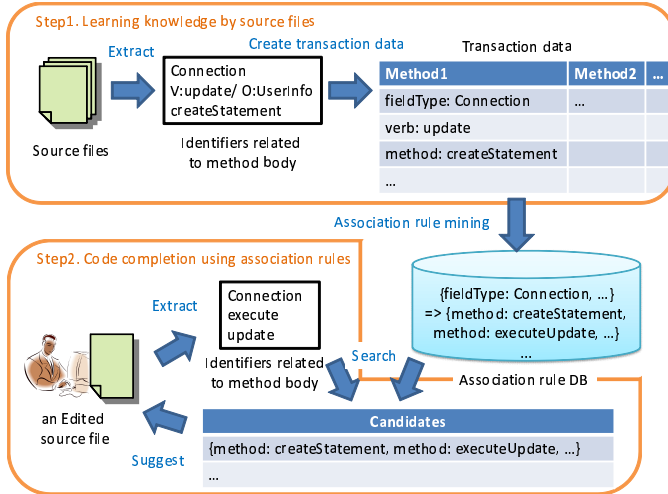 Step1. Learning knowledge by source files
Extract
Create transaction data
Transaction data
Connection
V:update/ O:UserInfo
createStatement
Method1 Method2 ...
fieldType: Connection ...
verb: update
method: createStatement
...
Source files
Identifiers related
to method body
Association rule mining
Step2. Code completion using association rules
{fieldType: Connection, ...}
=> {method: createStatement,
method: executeUpdate, ...}
...
Extract
Connection
execute
update
Identifiers related
to method body
Search
Association rule DB
an Edited
source file
Suggest
Candidates
{method: createStatement, method: executeUpdate, ...}
...